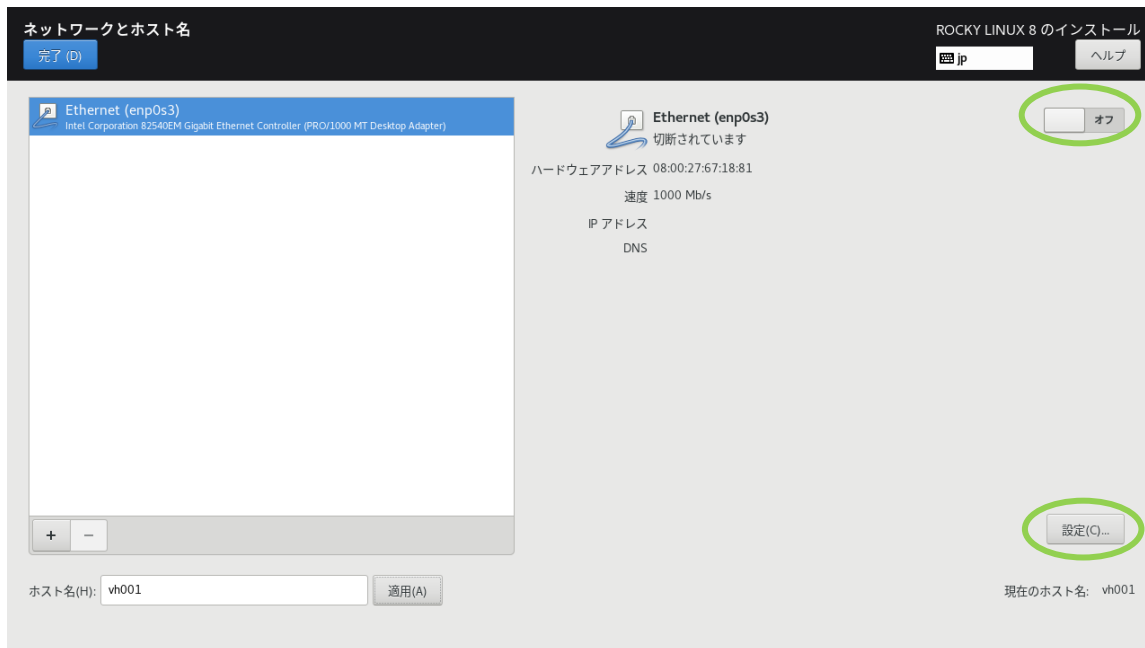 ネットワークとホスト名
ROCKY LINUX 8 のインストール
完了 (D)
jp
ヘルプ
Ethernet (enp0s3)
Intel Corporation 82540EM Gigabit Ethernet Controller (PRO/1000 MT Desktop Adapter)
Ethernet (enp0s3)
切断されています
オフ
ハードウェアアドレス 08:00:27:67:18:81
速度 1000 Mb/s
IP アドレス
DNS
+ −
設定(C)...
ホスト名(H): vh001 適用(A)
現在のホスト名: vh001